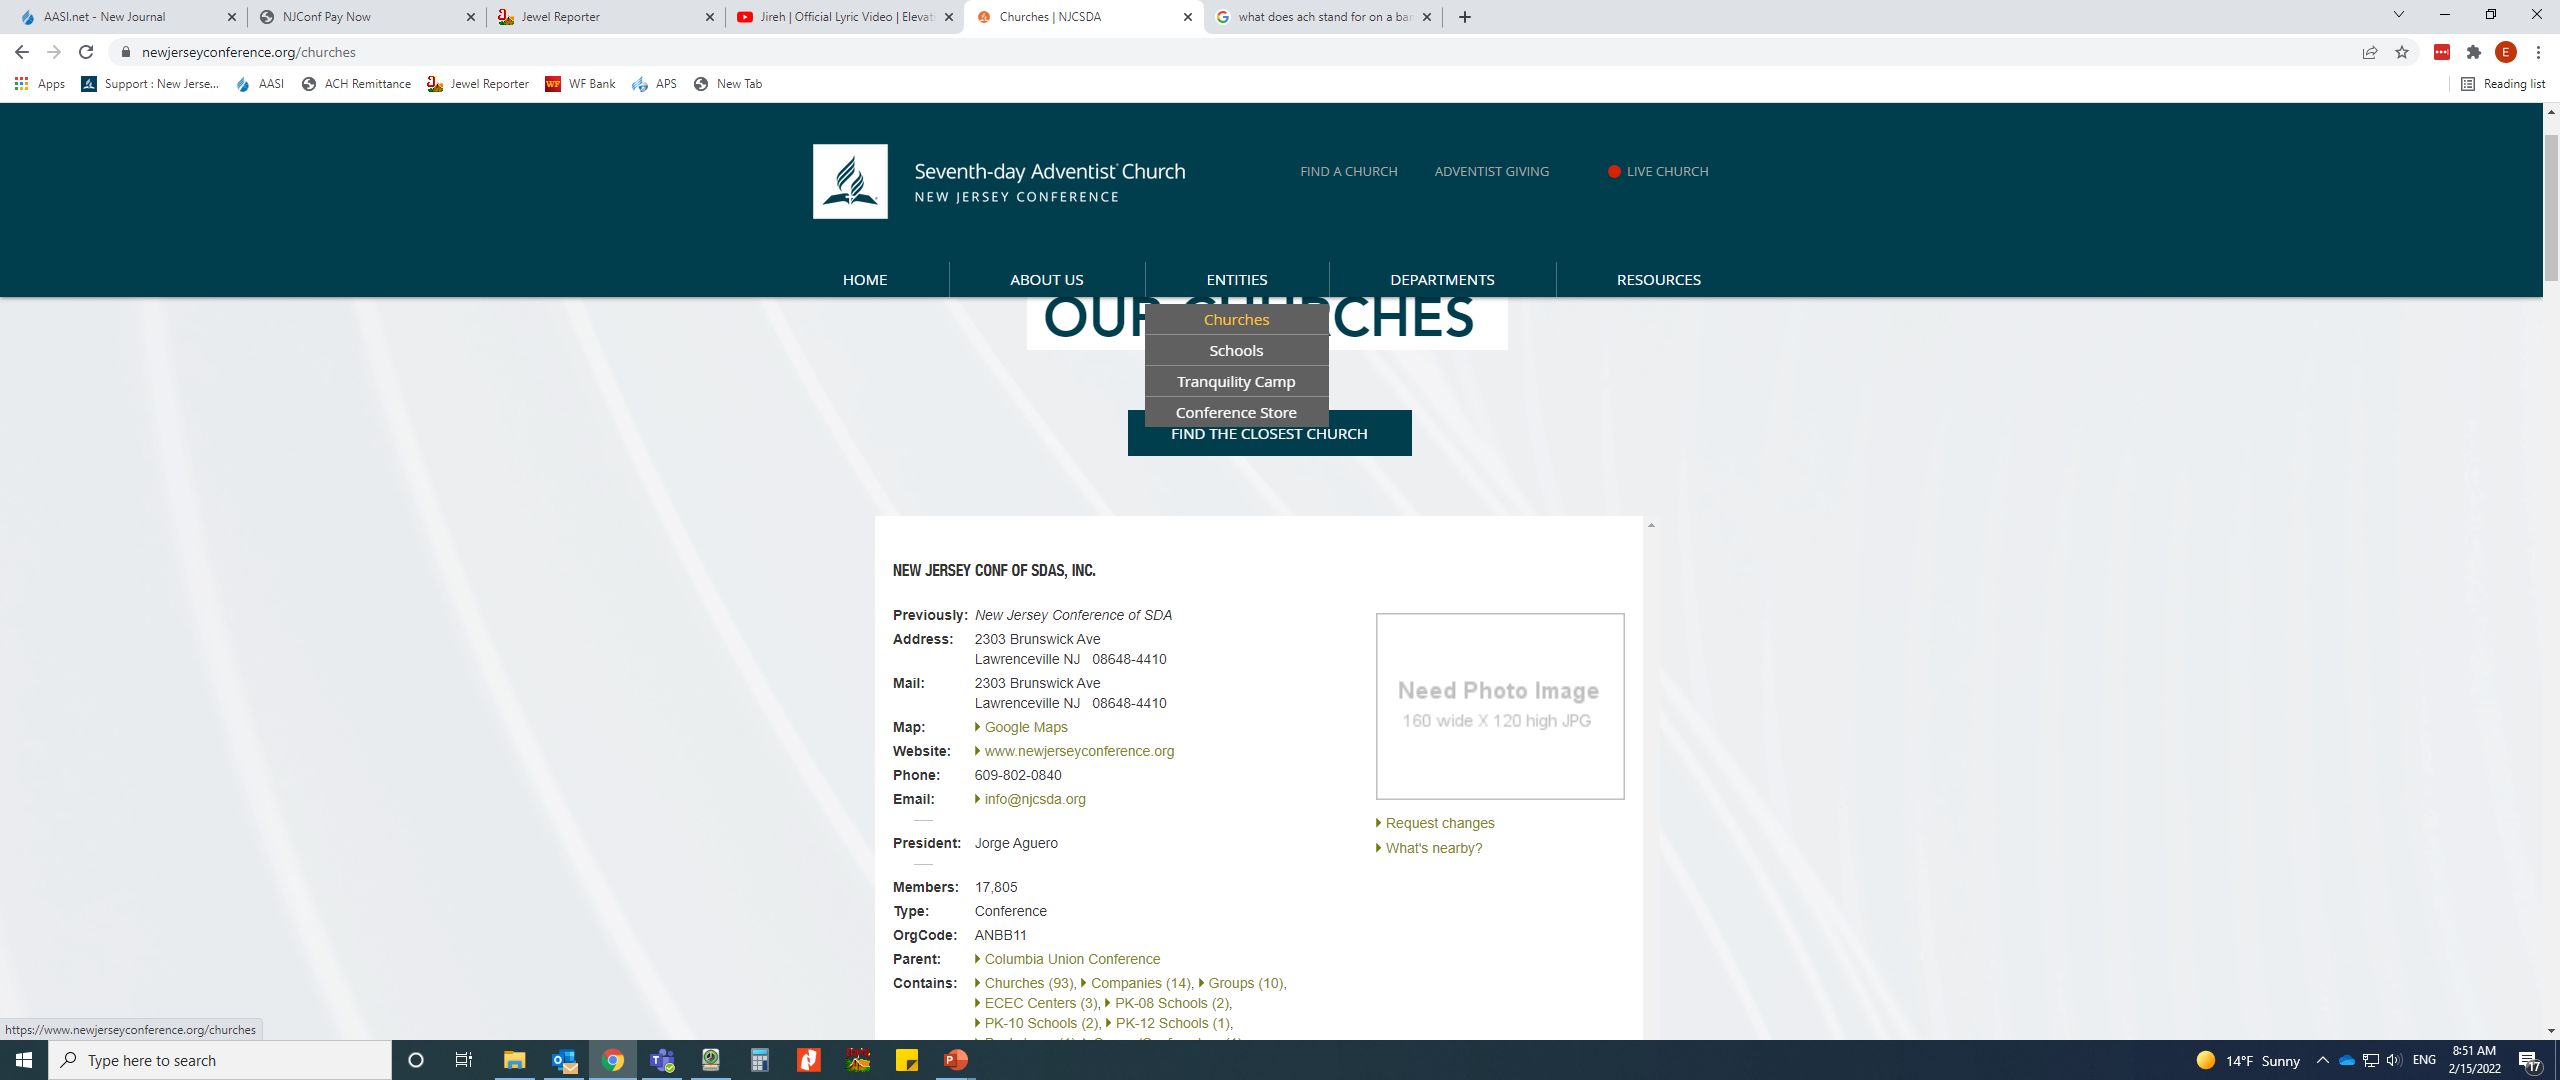 AASI.net - New Journal
NJConf Pay Now
Jewel Reporter
Jireh | Official Lyric Video | Elevat
Churches | NJCSDA
what does ach stand for on a ba
newjerseyconference.org/churches
E
Apps
Support : New Jerse...
AASI
ACH Remittance
Jewel Reporter
WF Bank
APS
New Tab
Reading list
Seventh-day Adventist Church
NEW JERSEY CONFERENCE
FIND A CHURCH
ADVENTIST GIVING
LIVE CHURCH
HOME
ABOUT US
ENTITIES
DEPARTMENTS
RESOURCES
OUR CHURCHES
Churches
Schools
Tranquility Camp
Conference Store
FIND THE CLOSEST CHURCH
NEW JERSEY CONF OF SDAS, INC.
Previously: New Jersey Conference of SDA
Address: 2303 Brunswick Ave
Lawrenceville NJ 08648-4410
Mail: 2303 Brunswick Ave
Lawrenceville NJ 08648-4410
Map: Google Maps
Website: www.newjerseyconference.org
Phone: 609-802-0840
Email: info@njcsda.org
President: Jorge Aguero
Members: 17,805
Type: Conference
OrgCode: ANBB11
Parent: Columbia Union Conference
Contains: Churches (93), Companies (14), Groups (10),
ECEC Centers (3), PK-08 Schools (2),
PK-10 Schools (2), PK-12 Schools (1),
Need Photo Image
160 wide X 120 high JPG
Request changes
What's nearby?
https://www.newjerseyconference.org/churches
Type here to search
14°F Sunny
ENG
8:51 AM
2/15/2022
17